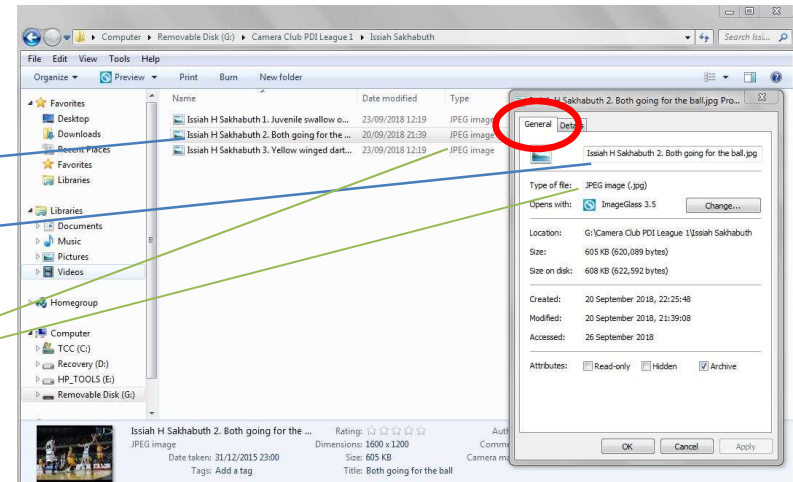 Computer ▸ Removable Disk (G:) ▸ Camera Club PDI League 1 ▸ Issiah Sakhabuth
Search Issi...
File Edit View Tools Help
Organize Preview Print Burn New folder
Name Date modified Type
Issiah H Sakhabuth 1. Juvenile swallow o... 23/09/2018 12:19 JPEG image
Issiah H Sakhabuth 2. Both going for the ... 20/09/2018 21:39 JPEG image
Issiah H Sakhabuth 3. Yellow winged dart... 23/09/2018 12:19 JPEG image
Favorites
Desktop
Downloads
Recent Places
Favorites
Libraries
Libraries
Documents
Music
Pictures
Videos
Homegroup
Computer
TCC (C:)
Recovery (D:)
HP_TOOLS (E:)
Removable Disk (G:)
Sakhabuth 2. Both going for the ball.jpg Pro...
General Details
Issiah H Sakhabuth 2. Both going for the ball.jpg
Type of file: JPEG image (.jpg)
Opens with: ImageGlass 3.5 Change...
Location: G:\Camera Club PDI League 1\Issiah Sakhabuth
Size: 605 KB (620,089 bytes)
Size on disk: 608 KB (622,592 bytes)
Created: 20 September 2018, 22:25:48
Modified: 20 September 2018, 21:39:08
Accessed: 26 September 2018
Attributes: Read-only Hidden Archive
OK Cancel Apply
Issiah H Sakhabuth 2. Both going for the ... Rating: Auth
JPEG image Dimensions: 1600 x 1200 Comme
Date taken: 31/12/2015 23:00 Size: 605 KB Camera ma
Tags: Add a tag Title: Both going for the ball